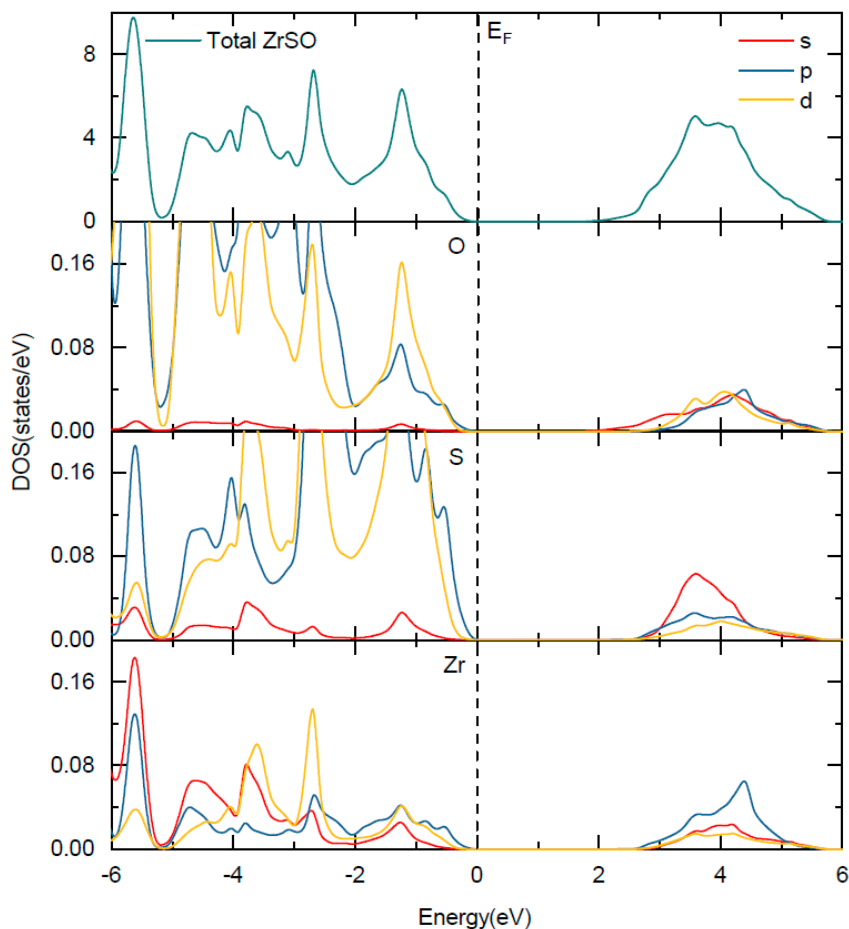 Total ZrSO
E_F
s
p
d
8
4
0
O
0.16
0.08
0.00
S
0.16
0.08
0.00
Zr
0.16
0.08
0.00
-6 -4 -2 0 2 4 6
DOS(states/eV)
Energy(eV)